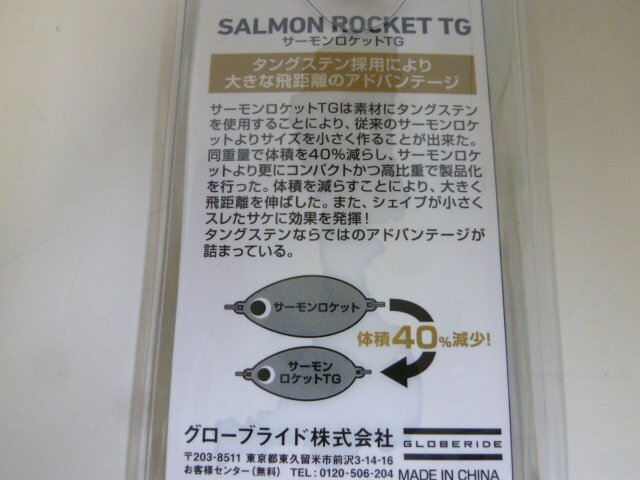 SALMON ROCKET TG
サーモンロケットTG
タングステン採用により
大きな飛距離のアドバンテージ
サーモンロケットTGは素材にタングステン
を使用することにより、従来のサーモンロケ
ットよりサイズを小さく作ることが出来た。
同重量で体積を40%減らし、サーモンロケ
ットより更にコンパクトかつ高比重で製品化
を行った。体積を減らすことにより、大きく
飛距離を伸ばした。また、シェイプが小さく
スレたサケに効果を発揮!
タングステンならではのアドバンテージが
詰まっている。
サーモンロケット
体積40%減少!
サーモン
ロケットTG
グローブライド株式会社
GLOBERIDE
〒203-8511 東京都東久留米市前沢3-14-16
お客様センター(無料) TEL:0120-506-204
MADE IN CHINA